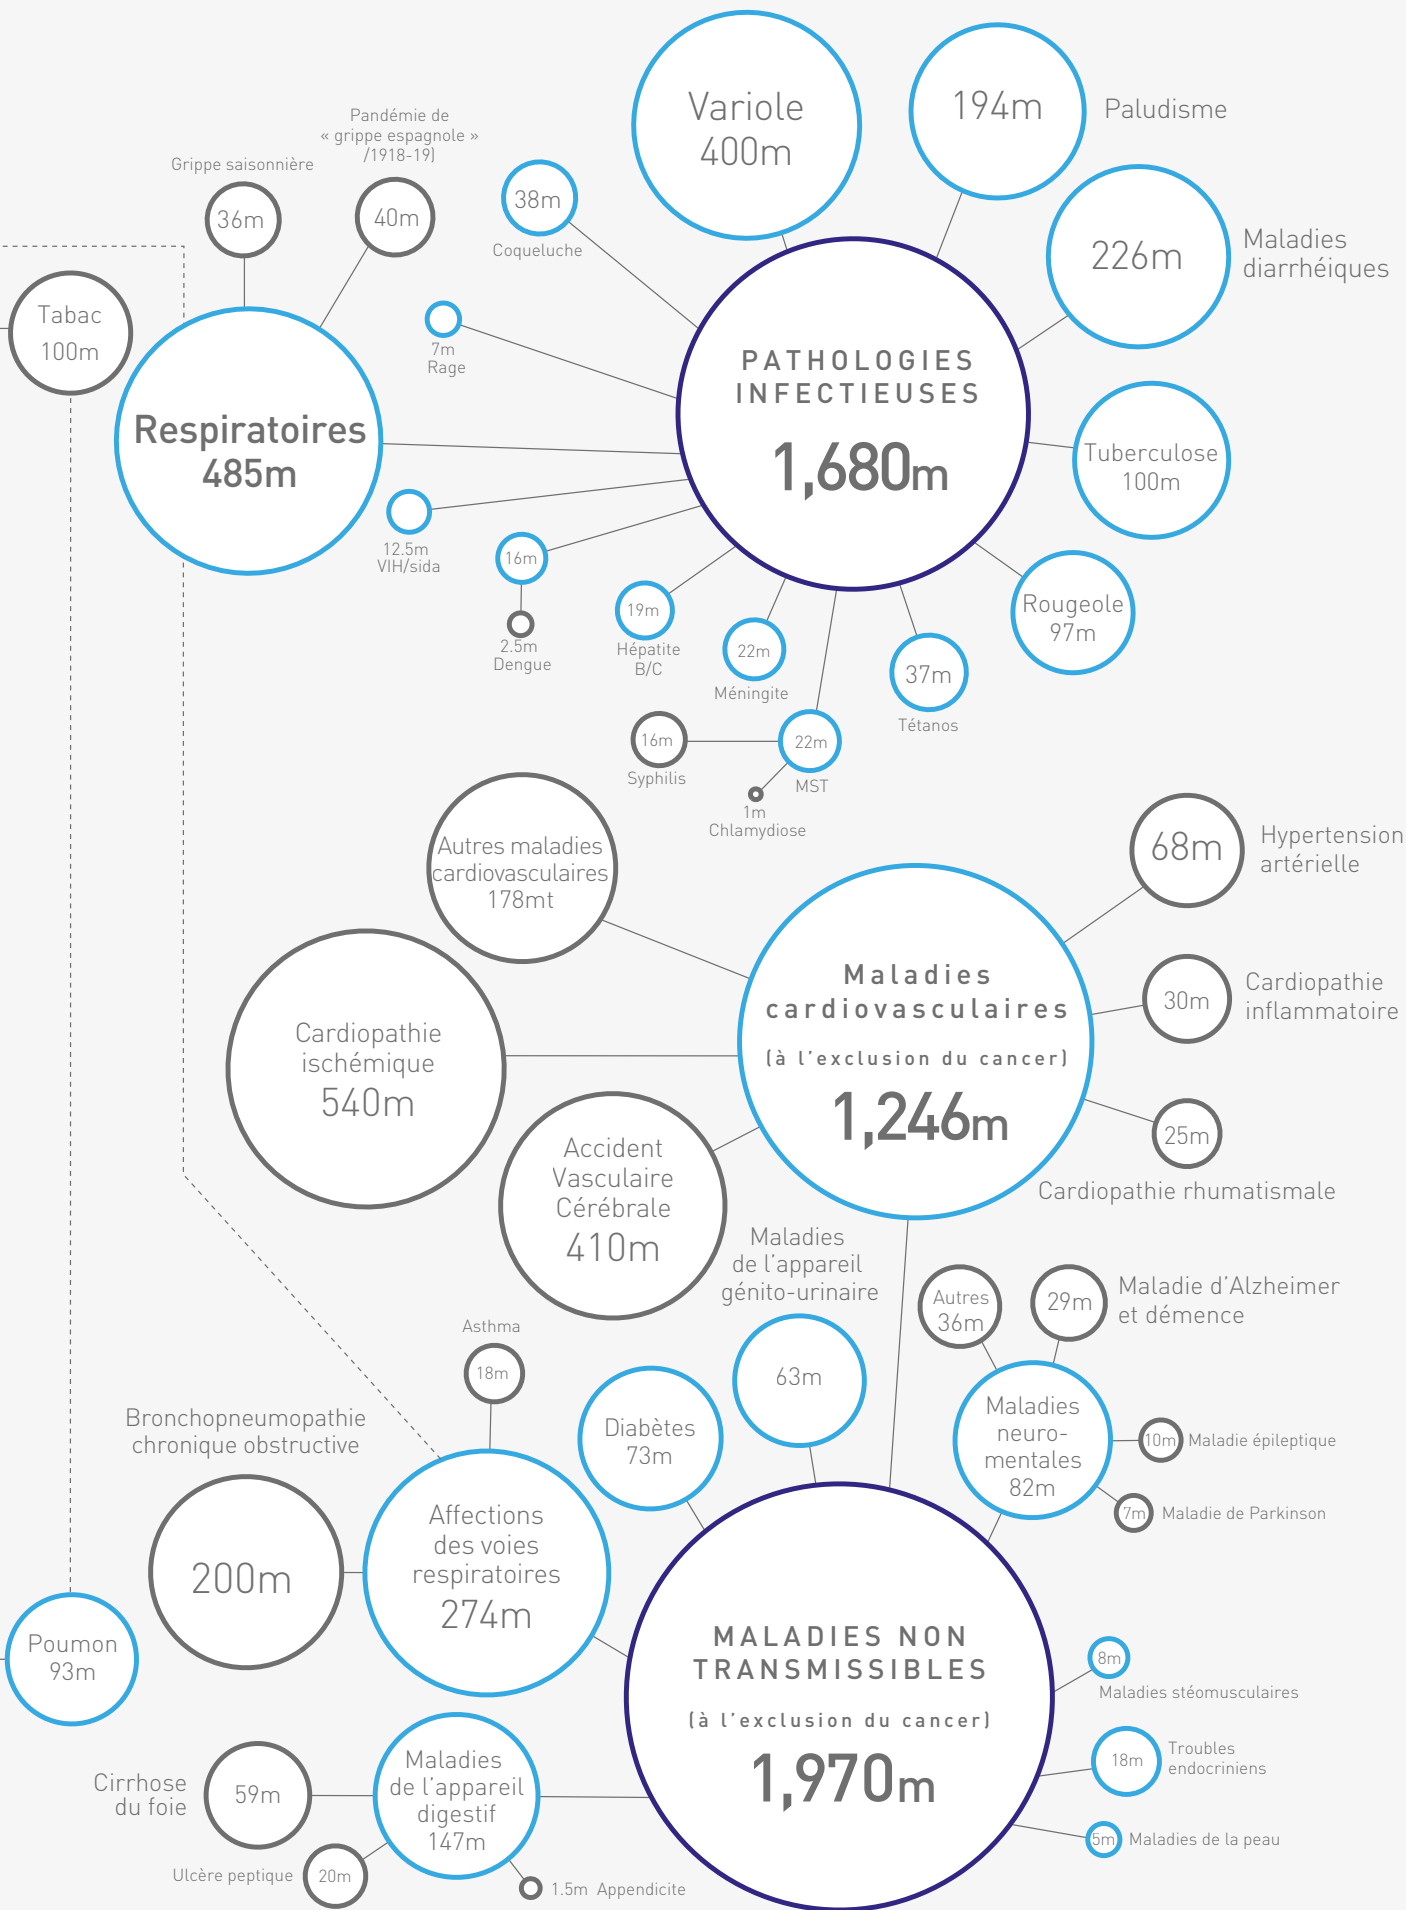 Variole
400m
194m
Paludisme
Pandémie de
« grippe espagnole »
/1918-19)
Grippe saisonnière
36m
40m
38m
Coqueluche
226m
Maladies
diarrhéiques
Tabac
100m
7m
Rage
PATHOLOGIES
INFECTIEUSES
1,680m
Respiratoires
485m
Tuberculose
100m
12.5m
VIH/sida
16m
2.5m
Dengue
19m
Hépatite
B/C
22m
Méningite
37m
Tétanos
Rougeole
97m
16m
Syphilis
22m
MST
1m
Chlamydiose
Autres maladies
cardiovasculaires
178mt
68m
Hypertension
artérielle
Maladies
cardiovasculaires
(à l'exclusion du cancer)
1,246m
30m
Cardiopathie
inflammatoire
Cardiopathie
ischémique
540m
25m
Cardiopathie rhumatismale
Accident
Vasculaire
Cérébrale
410m
Maladies
de l'appareil
génito-urinaire
63m
Autres
36m
29m
Maladie d'Alzheimer
et démence
Asthma
18m
Diabètes
73m
Maladies
neuro-
mentales
82m
10m
Maladie épileptique
7m
Maladie de Parkinson
Bronchopneumopathie
chronique obstructive
200m
Affections
des voies
respiratoires
274m
Poumon
93m
MALADIES NON
TRANSMISSIBLES
(à l'exclusion du cancer)
1,970m
8m
Maladies stéomusculaires
18m
Troubles
endocriniens
5m
Maladies de la peau
Cirrhose
du foie
59m
Maladies
de l'appareil
digestif
147m
Ulcère peptique
20m
1.5m Appendicite